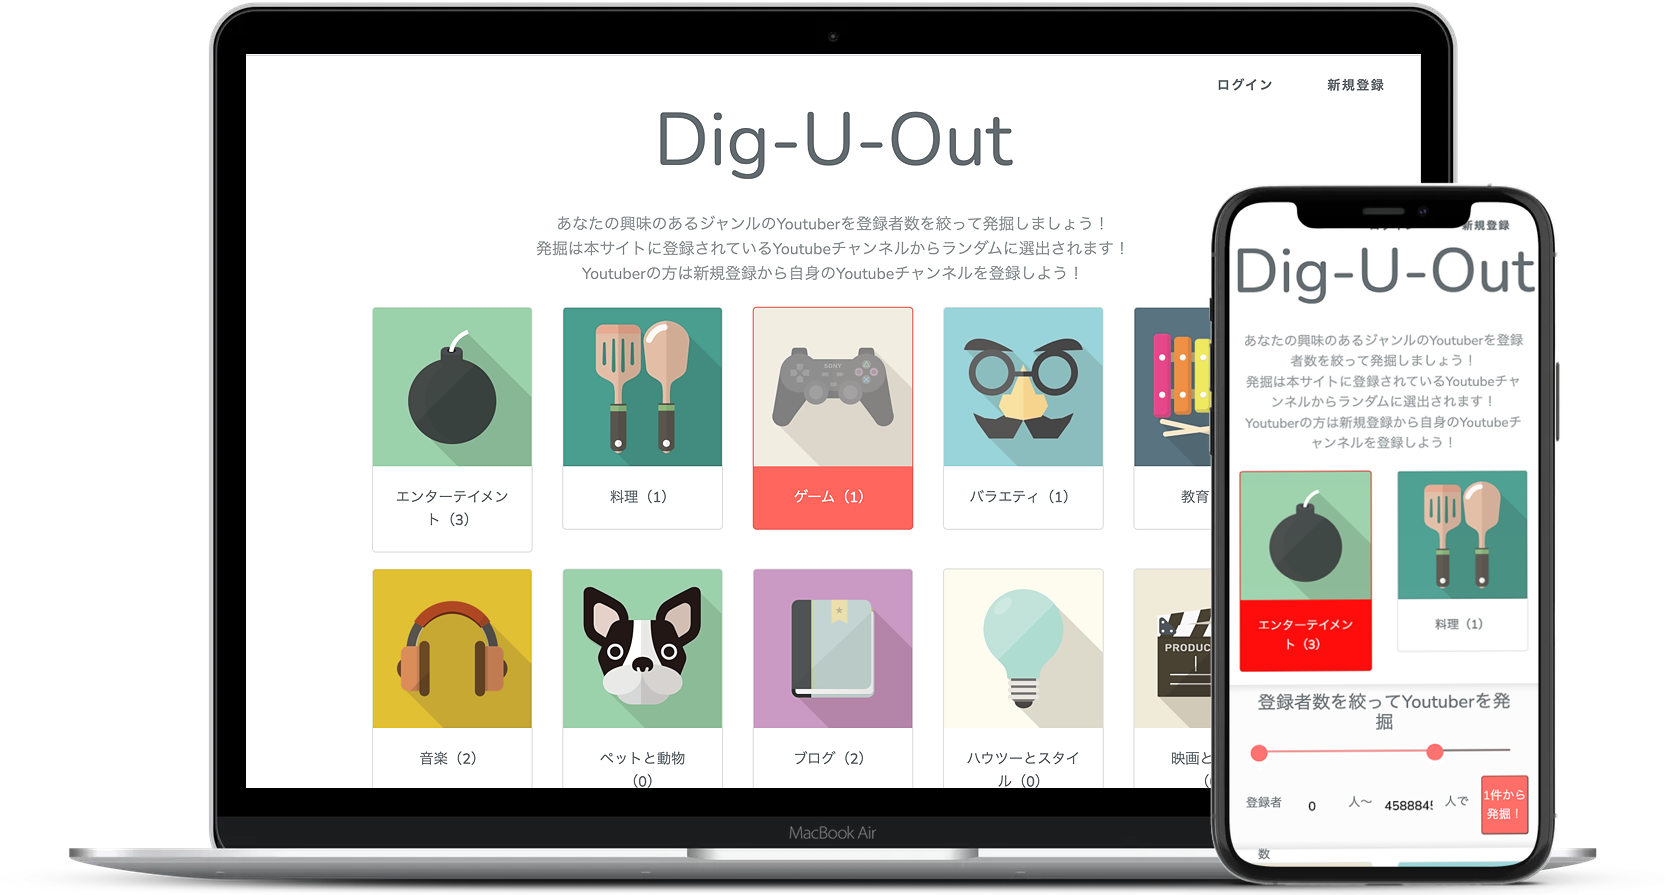 ログイン 新規登録
Dig-U-Out
あなたの興味のあるジャンルのYoutuberを登録者数を絞って発掘しましょう！
発掘は本サイトに登録されているYoutubeチャンネルからランダムに選出されます！
Youtuberの方は新規登録から自身のYoutubeチャンネルを登録しよう！
SONY
エンターテイメン
ト（3）
料理（1）
ゲーム（1）
バラエティ（1）
教育
PRODUC
音楽（2）
ペットと動物
（0）
ブログ（2）
ハウツーとスタイ
ル（0）
映画と
MacBook Air
新規登録
Dig-U-Out
あなたの興味のあるジャンルのYoutuberを登録
者数を絞って発掘しましょう！
発掘は本サイトに登録されているYoutubeチャ
ンネルからランダムに選出されます！
Youtuberの方は新規登録から自身のYoutubeチ
ャンネルを登録しよう！
エンターテイメン
ト（3）
料理（1）
登録者数を絞ってYoutuberを発
掘
登録者 0 人〜 4588845 人で
1件から
発掘！
数